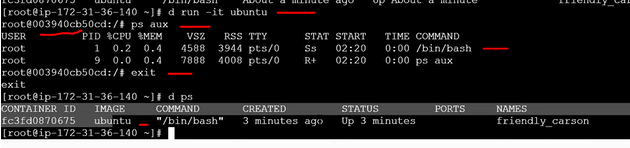 fc3fd0870675   ubuntu   "/bin/bash"   About a minute ago   Up About a minute   friendly_carson
[root@ip-172-31-36-140 ~]# d run -it ubuntu
[root@003940cb50cd:/# ps aux
USER       PID %CPU %MEM    VSZ   RSS TTY      STAT START   TIME COMMAND
root         1  0.2  0.4   4588  3944 pts/0    Ss   02:20   0:00 /bin/bash
root         9  0.0  0.4   7888  4008 pts/0    R+   02:20   0:00 ps aux
root@003940cb50cd:/# exit
exit
[root@ip-172-31-36-140 ~]# d ps
CONTAINER ID   IMAGE     COMMAND       CREATED         STATUS         PORTS     NAMES
fc3fd0870675   ubuntu    "/bin/bash"   3 minutes ago   Up 3 minutes             friendly_carson
[root@ip-172-31-36-140 ~]#